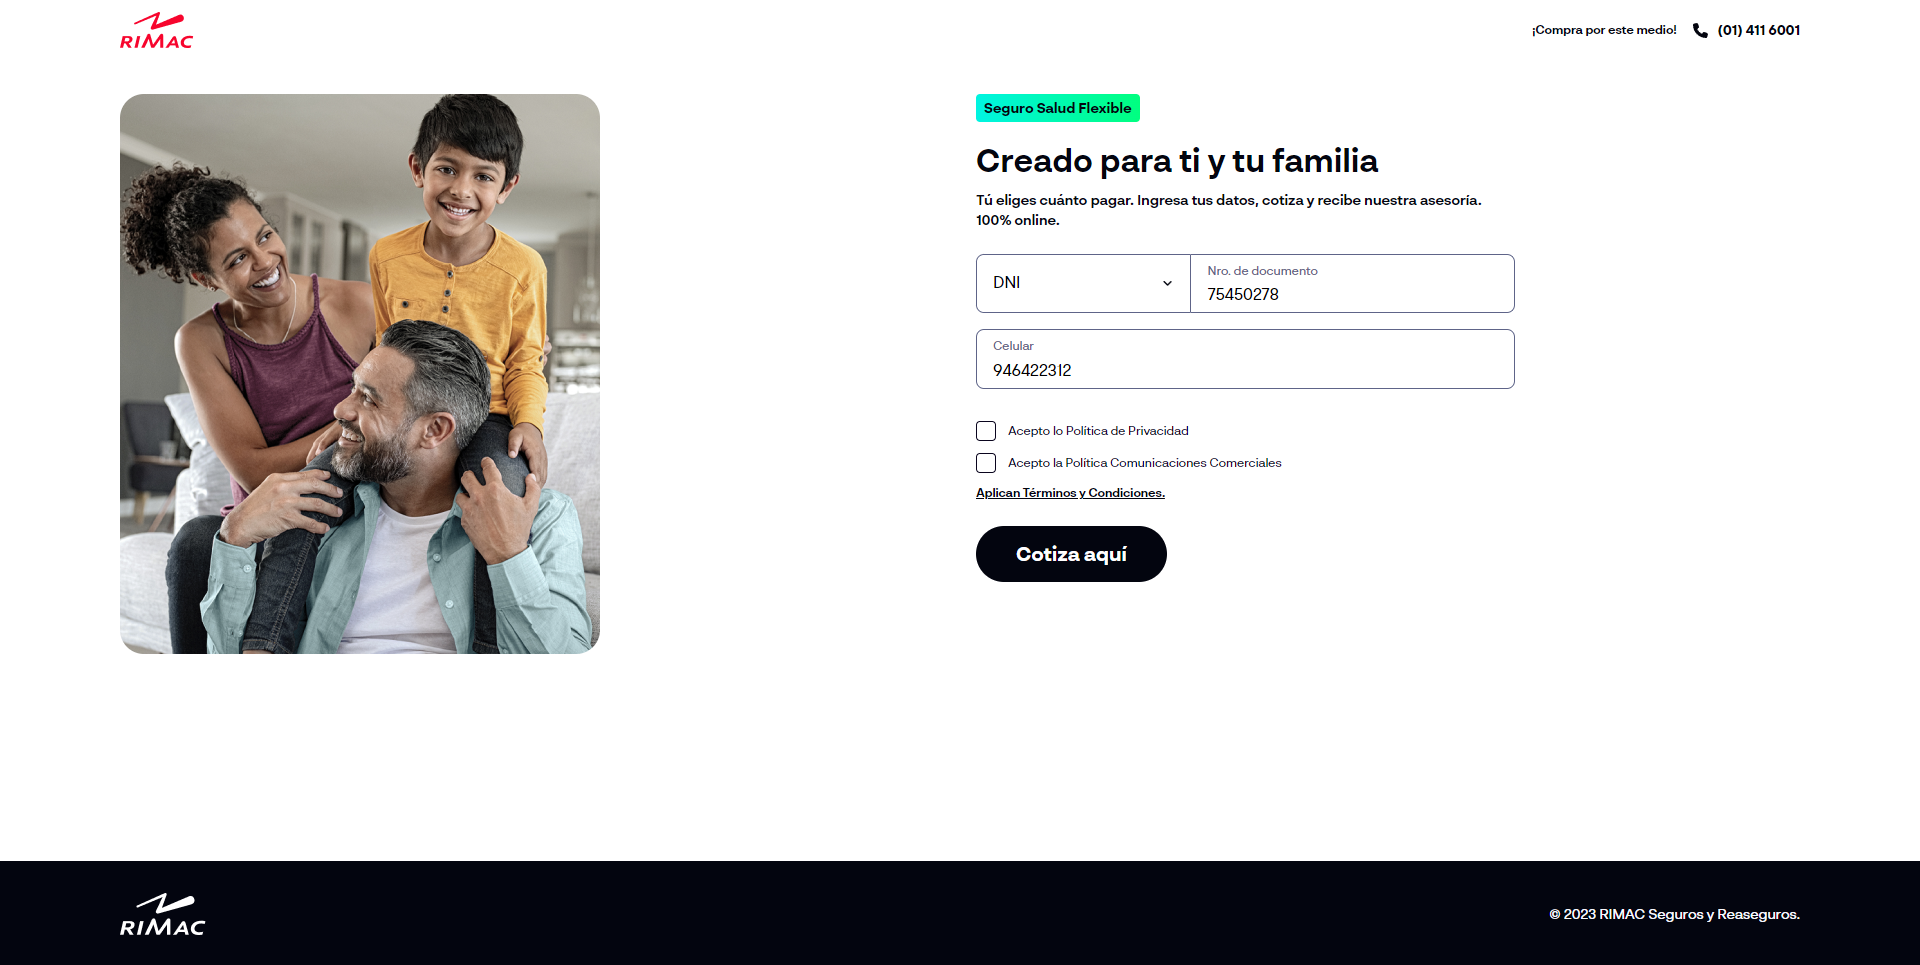 RIMAC
¡Compra por este medio!
(01) 411 6001
Seguro Salud Flexible
Creado para ti y tu familia
Tú eliges cuánto pagar. Ingresa tus datos, cotiza y recibe nuestra asesoría.
100% online.
DNI
Nro. de documento
75450278
Celular
946422312
Acepto lo Política de Privacidad
Acepto la Política Comunicaciones Comerciales
Aplican Términos y Condiciones.
Cotiza aquí
RIMAC
© 2023 RIMAC Seguros y Reaseguros.